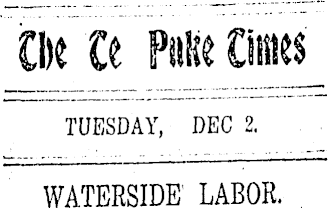 The Te Puke Times
TUESDAY, DEC 2.
WATERSIDE LABOR.